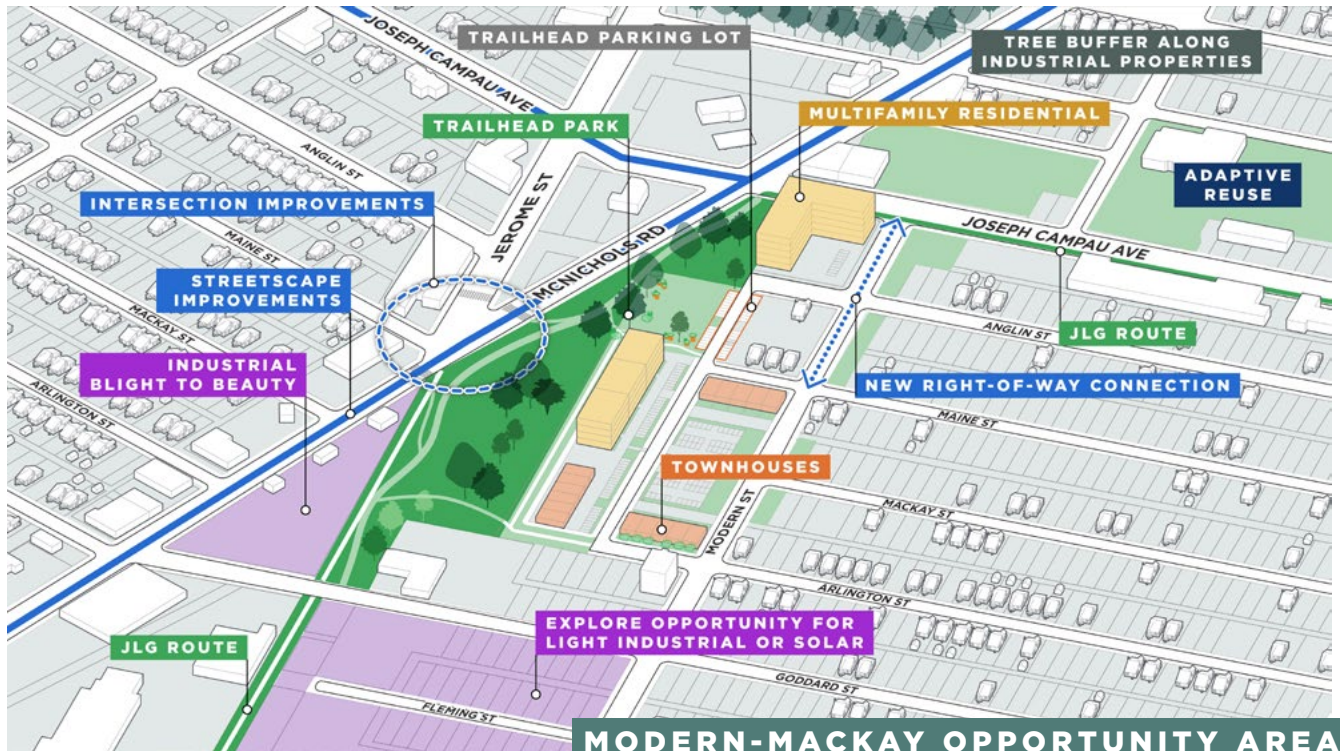 JOSEPH CAMPAU AVE
TRAILHEAD PARKING LOT
TREE BUFFER ALONG
INDUSTRIAL PROPERTIES
TRAILHEAD PARK
MULTIFAMILY RESIDENTIAL
ANGLIN ST
ADAPTIVE
REUSE
INTERSECTION IMPROVEMENTS
JEROME ST
MCNICHOLS RD
JOSEPH CAMPAU AVE
MAINE ST
STREETSCAPE
IMPROVEMENTS
MACKAY ST
ANGLIN ST
JLG ROUTE
INDUSTRIAL
BLIGHT TO BEAUTY
NEW RIGHT-OF-WAY CONNECTION
ARLINGTON ST
MAINE ST
TOWNHOUSES
MODERN ST
MACKAY ST
ARLINGTON ST
EXPLORE OPPORTUNITY FOR
LIGHT INDUSTRIAL OR SOLAR
JLG ROUTE
GODDARD ST
FLEMING ST
MODERN-MACKAY OPPORTUNITY AREA